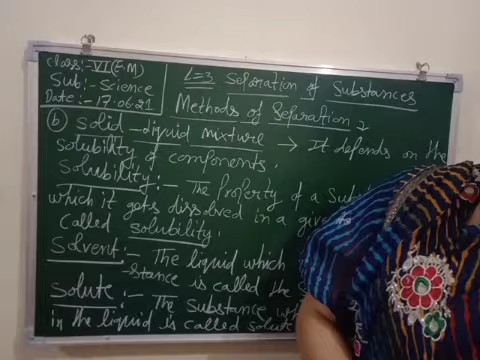 Class:- VI (E.M)
Sub:- Science
Date:- 17.06.21
L=3 Separation of Substances
Methods of Separation
(b) Solid - liquid mixture → It depends on the
solubility of components.
Solubility:- The Property of a
which it gets dissolved in a given
called solubility.
Solvent:- The liquid which
-stance is called the
Solute:- The Substance
in the liquid is called solute